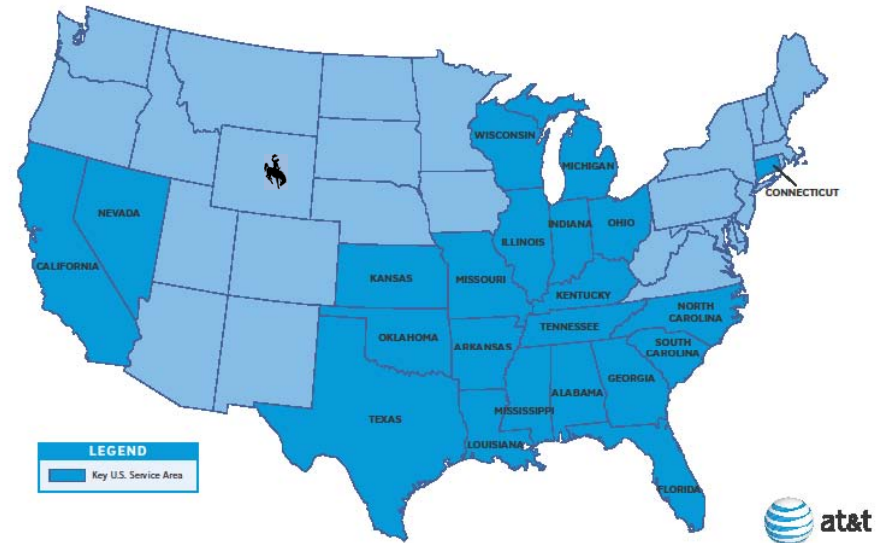 WISCONSIN
MICHIGAN
CONNECTICUT
NEVADA
OHIO
INDIANA
ILLINOIS
CALIFORNIA
KANSAS
MISSOURI
KENTUCKY
NORTH
CAROLINA
TENNESSEE
OKLAHOMA
ARKANSAS
SOUTH
CAROLINA
GEORGIA
ALABAMA
MISSISSIPPI
TEXAS
LOUISIANA
LEGEND
Key U.S. Service Area
FLORIDA
at&t